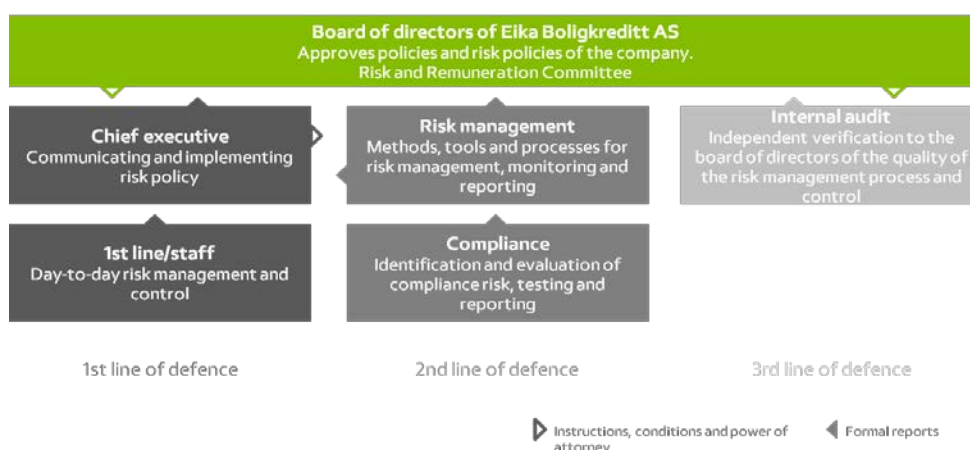 Board of directors of Eika Boligkreditt AS
Approves policies and risk policies of the company.
Risk and Remuneration Committee
Chief executive
Communicating and implementing
risk policy
Risk management
Methods, tools and processes for
risk management, monitoring and
reporting
Internal audit
Independent verification to the
board of directors of the quality of
the risk management process and
control
1st line/staff
Day-to-day risk management and
control
Compliance
Identification and evaluation of
compliance risk, testing and
reporting
1st line of defence
2nd line of defence
3rd line of defence
Instructions, conditions and power of
attorney
Formal reports